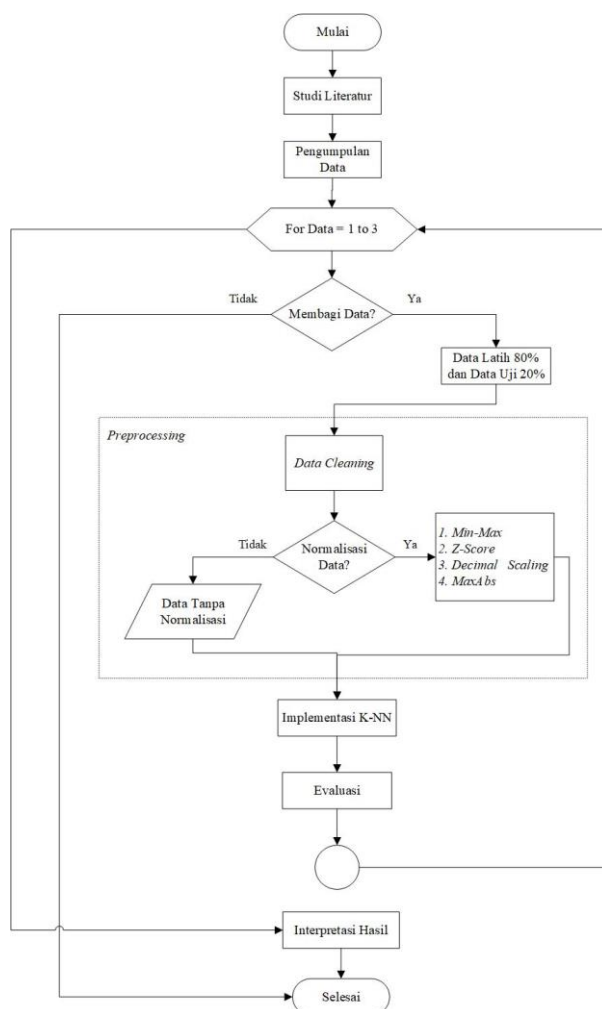 Mulai
Studi Literatur
Pengumpulan
Data
For Data = 1 to 3
Tidak
Ya
Membagi Data?
Data Latih 80%
dan Data Uji 20%
Preprocessing
Data Cleaning
Tidak
Normalisasi
Data?
Ya
1. Min-Max
2. Z-Score
3. Decimal Scaling
4. MaxAbs
Data Tanpa
Normalisasi
Implementasi K-NN
Evaluasi
Interpretasi Hasil
Selesai